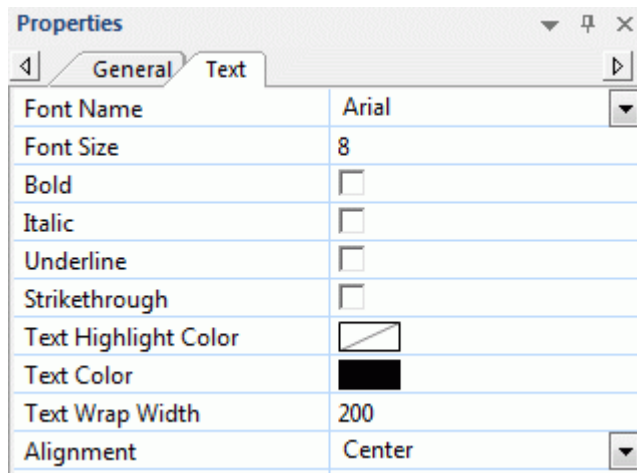 Properties
General Text
Font Name Arial
Font Size 8
Bold
Italic
Underline
Strikethrough
Text Highlight Color
Text Color
Text Wrap Width 200
Alignment Center